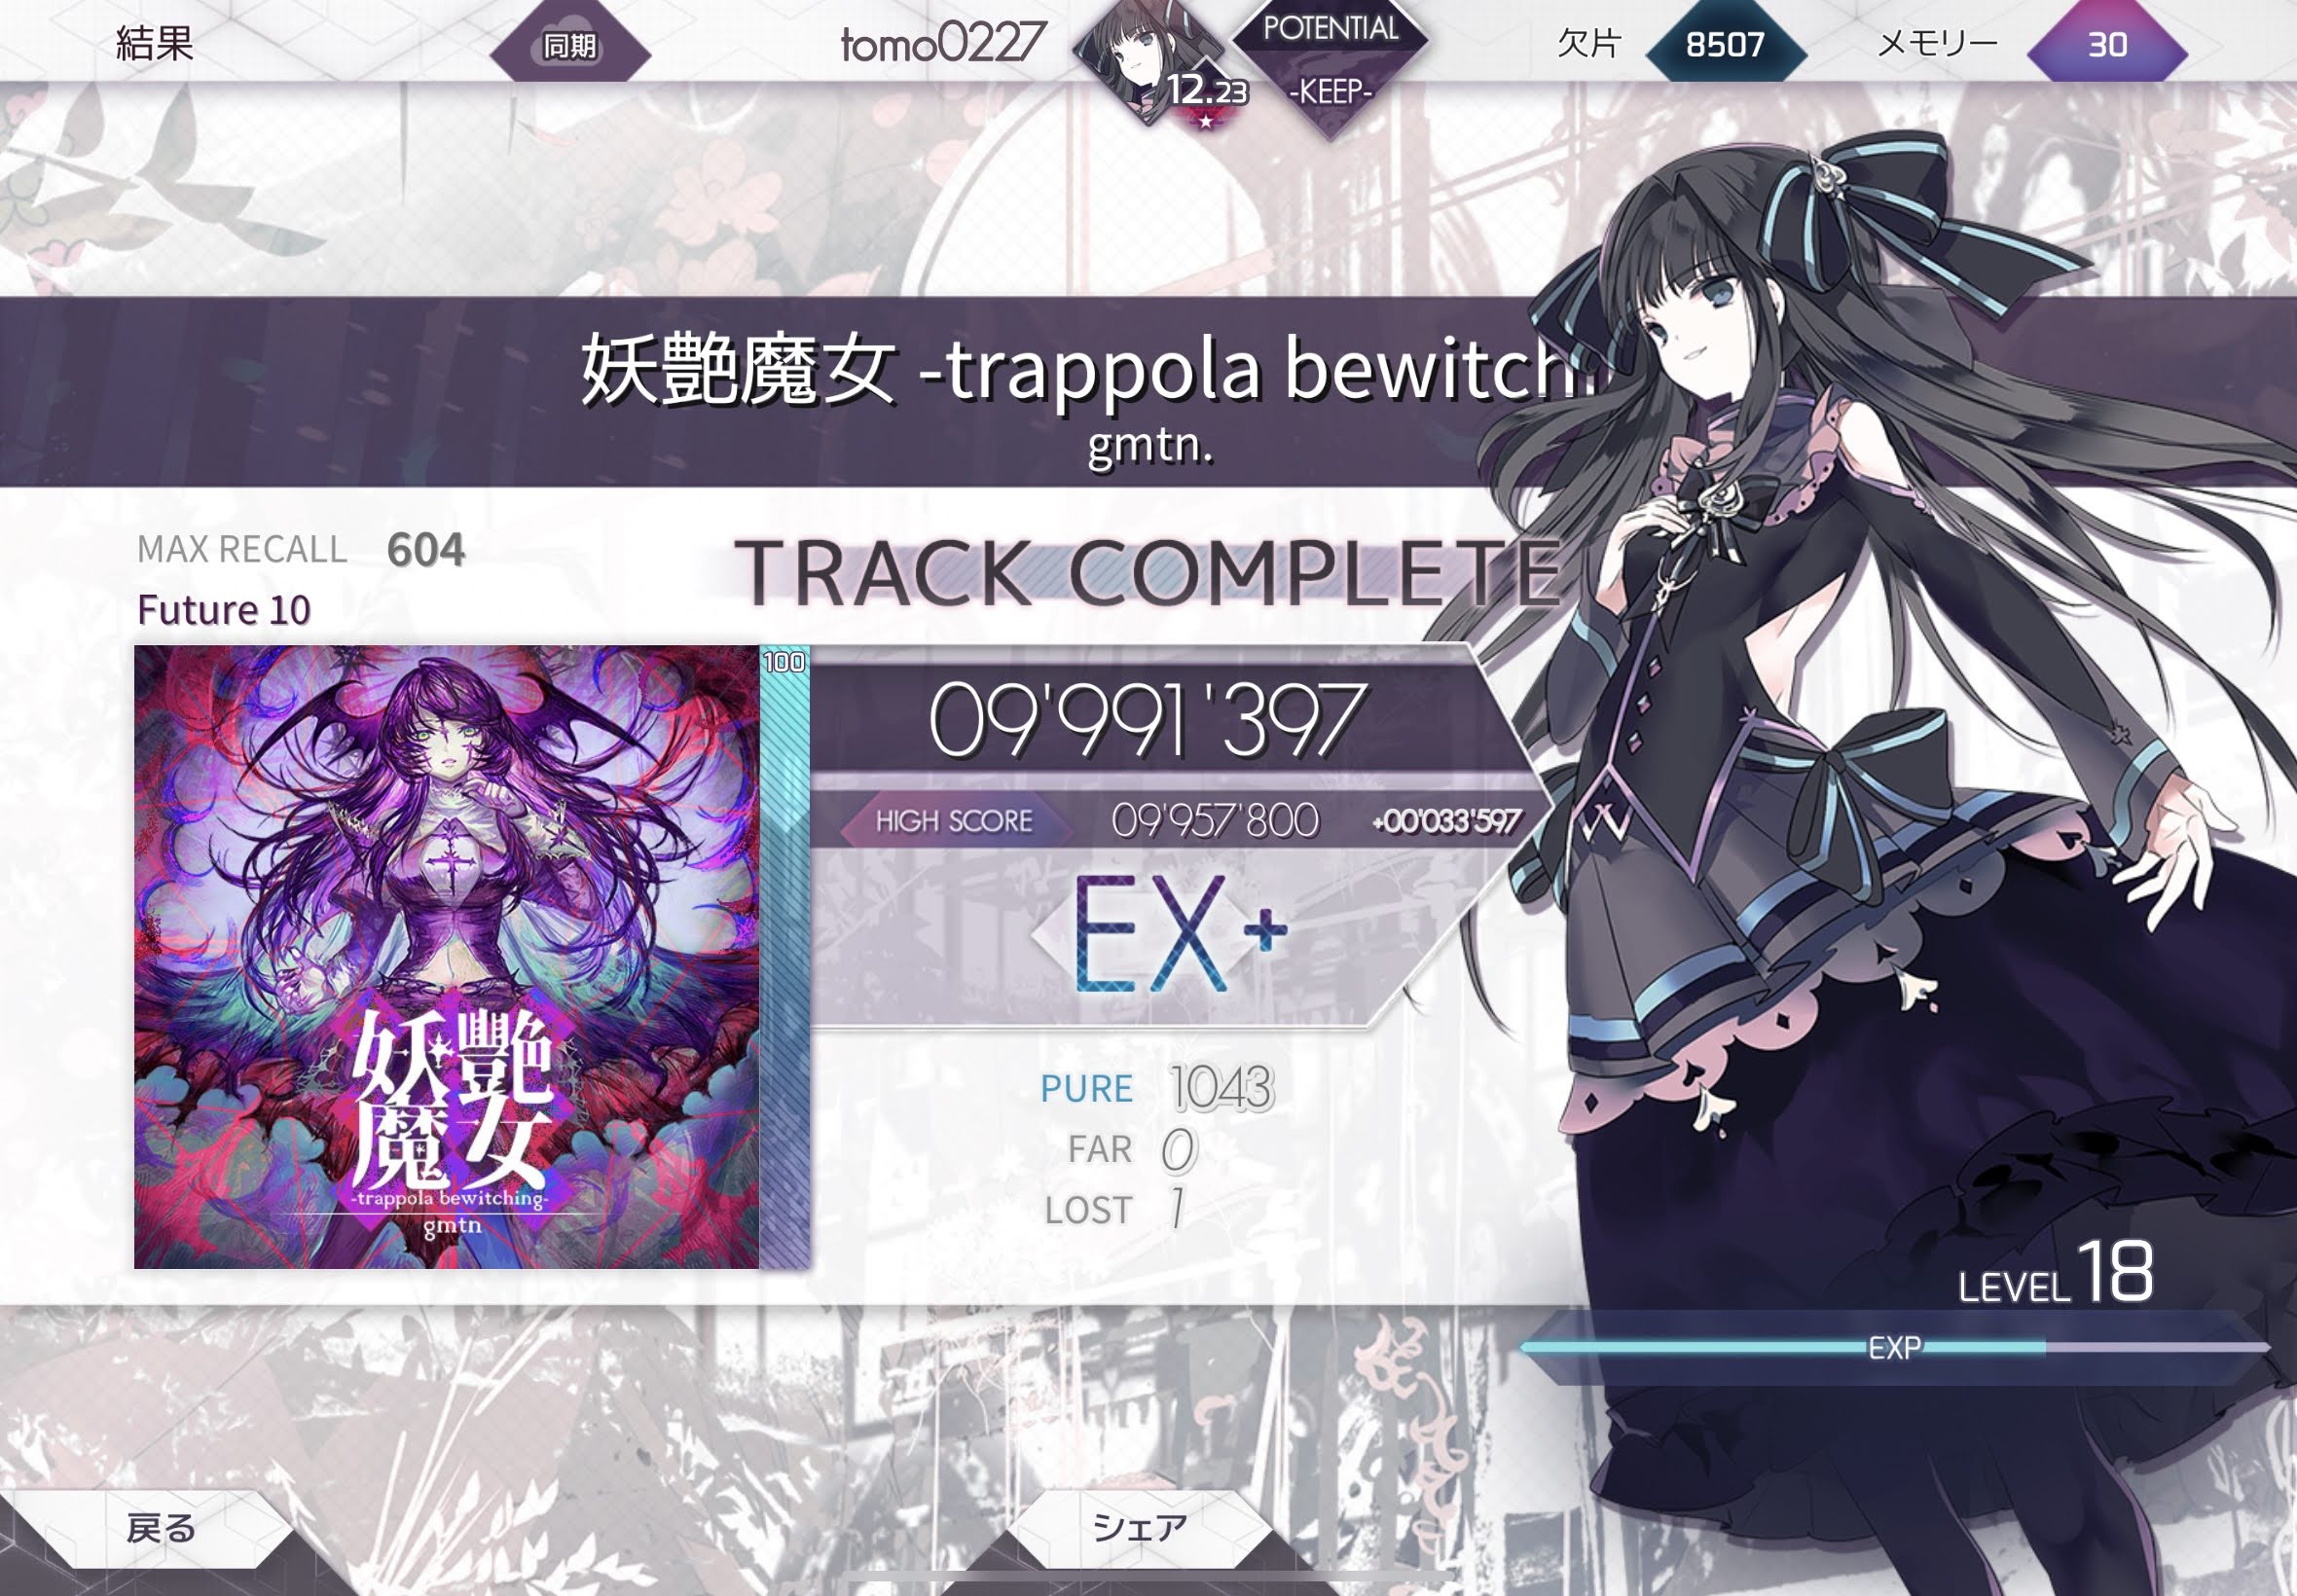 結果
同期
tomo0227
12.23
POTENTIAL
-KEEP-
欠片
8507
メモリー
30
妖艶魔女 -trappola bewitch
gmtn.
MAX RECALL 604
Future 10
TRACK COMPLETE
100
09'991'397
HIGH SCORE 09'957'800 +00'033'597
EX+
妖艶
魔女
-trappola bewitching-
gmtn
PURE 1043
FAR 0
LOST 1
LEVEL 18
EXP
戻る
シェア